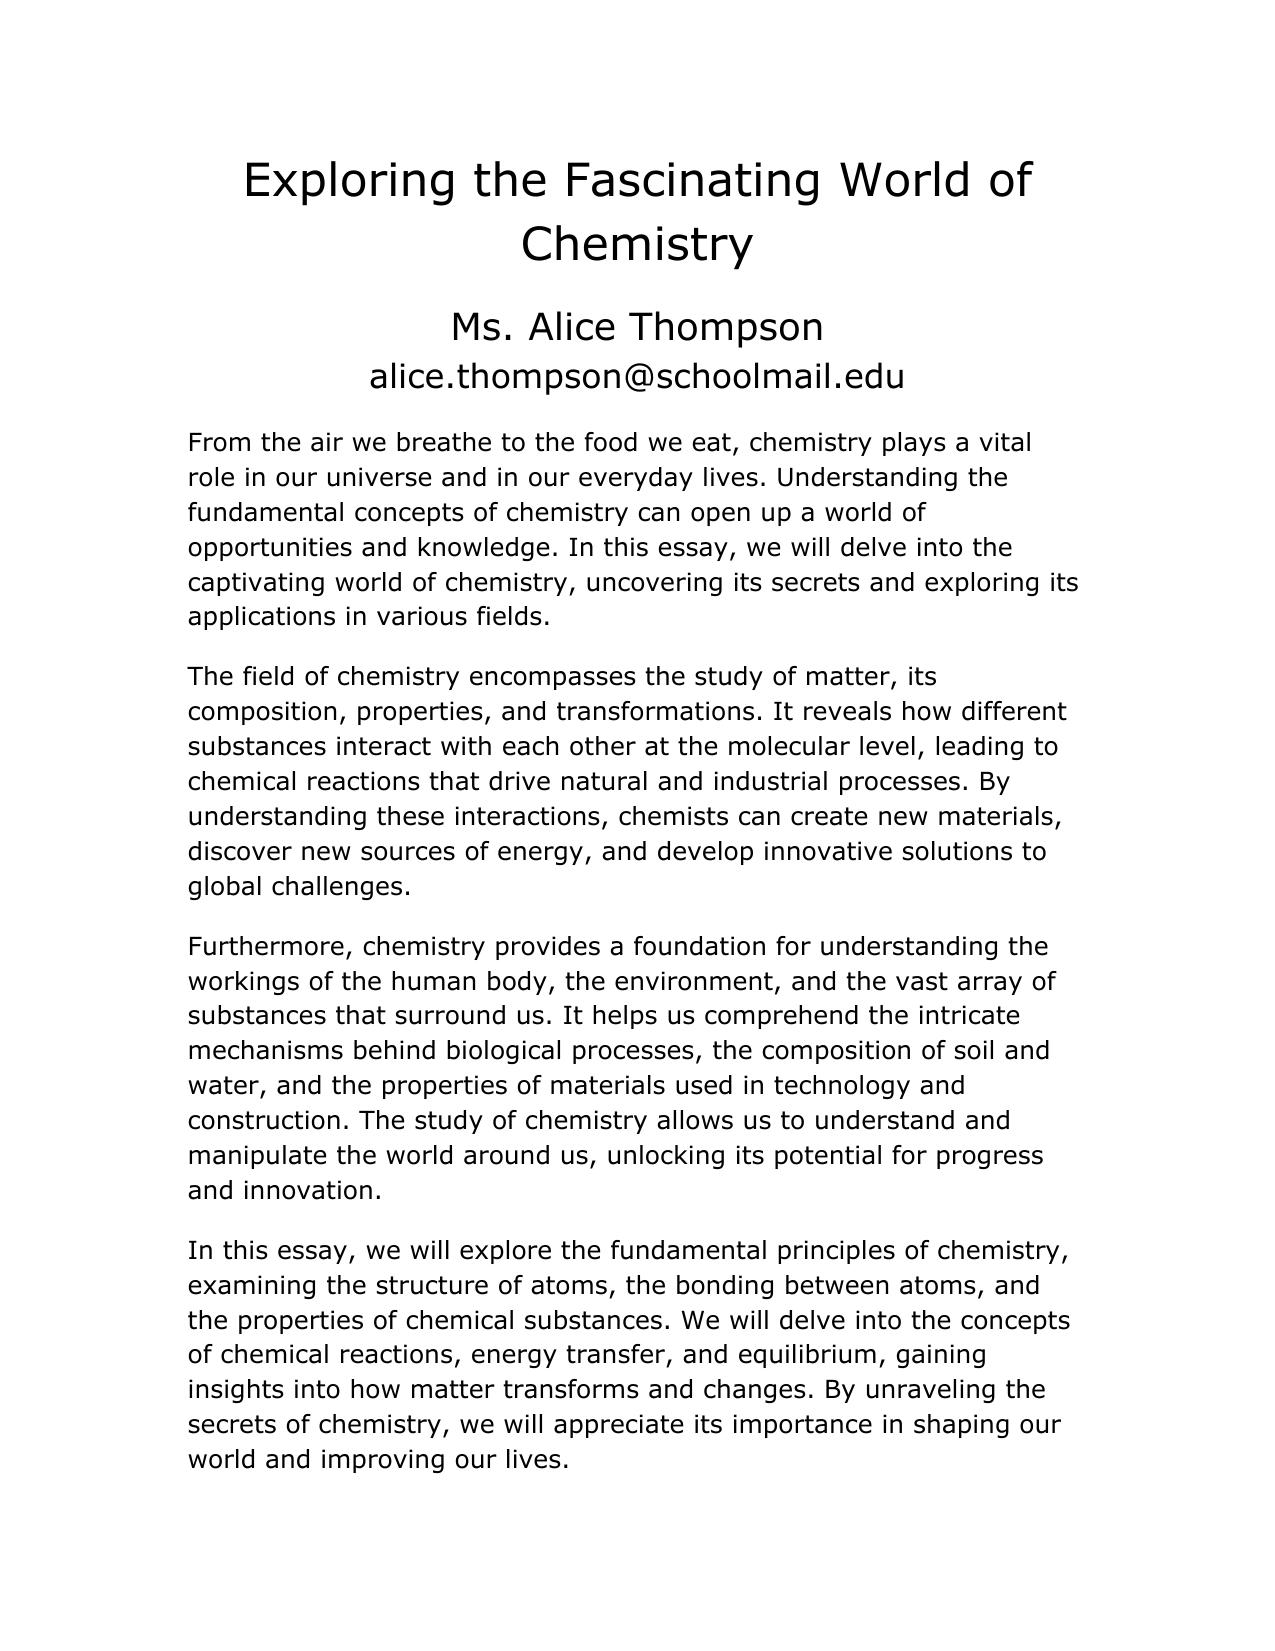 Exploring the Fascinating World of
Chemistry
Ms. Alice Thompson
alice.thompson@schoolmail.edu
From the air we breathe to the food we eat, chemistry plays a vital
role in our universe and in our everyday lives. Understanding the
fundamental concepts of chemistry can open up a world of
opportunities and knowledge. In this essay, we will delve into the
captivating world of chemistry, uncovering its secrets and exploring its
applications in various fields.
The field of chemistry encompasses the study of matter, its
composition, properties, and transformations. It reveals how different
substances interact with each other at the molecular level, leading to
chemical reactions that drive natural and industrial processes. By
understanding these interactions, chemists can create new materials,
discover new sources of energy, and develop innovative solutions to
global challenges.
Furthermore, chemistry provides a foundation for understanding the
workings of the human body, the environment, and the vast array of
substances that surround us. It helps us comprehend the intricate
mechanisms behind biological processes, the composition of soil and
water, and the properties of materials used in technology and
construction. The study of chemistry allows us to understand and
manipulate the world around us, unlocking its potential for progress
and innovation.
In this essay, we will explore the fundamental principles of chemistry,
examining the structure of atoms, the bonding between atoms, and
the properties of chemical substances. We will delve into the concepts
of chemical reactions, energy transfer, and equilibrium, gaining
insights into how matter transforms and changes. By unraveling the
secrets of chemistry, we will appreciate its importance in shaping our
world and improving our lives.